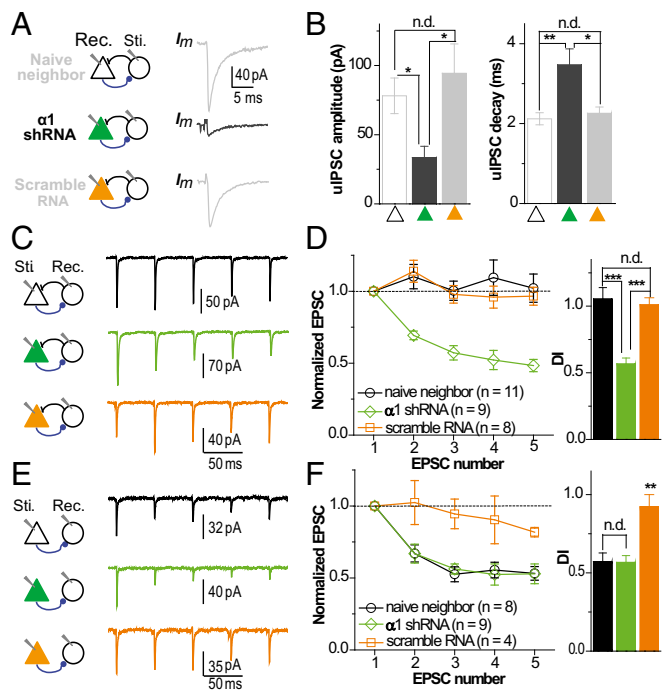 A
Rec. Sti.
Naive
neighbor
Im
40 pA
5 ms
α1
shRNA
Im
Scramble
RNA
Im
B
uIPSC amplitude (pA)
100
50
0
n.d.
*
*
uIPSC decay (ms)
4
2
0
n.d.
**
*
C
Sti. Rec.
50 pA
70 pA
40 pA
50 ms
D
Normalized EPSC
1.0
0.5
0.0
naive neighbor (n = 11)
α1 shRNA (n = 9)
scramble RNA (n = 8)
1 2 3 4 5
EPSC number
DI
1.0
0.5
0.0
n.d.
***
***
E
Sti. Rec.
32 pA
40 pA
35 pA
50 ms
F
Normalized EPSC
1.0
0.5
0.0
naive neighbor (n = 8)
α1 shRNA (n = 9)
scramble RNA (n = 4)
1 2 3 4 5
EPSC number
DI
1.0
0.5
0.0
n.d.
**